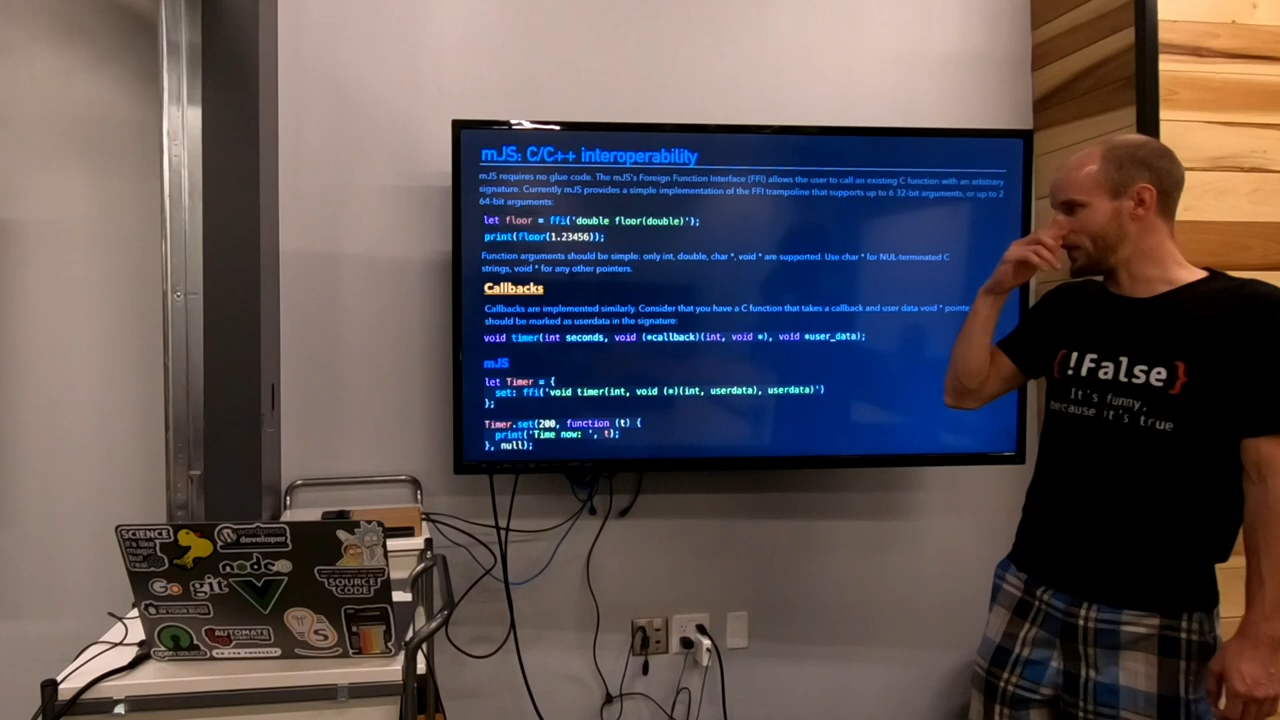 mJS: C/C++ interoperability
mJS requires no glue code. The mJS's Foreign Function Interface (FFI) allows the user to call an existing C function with an arbitrary
signature. Currently mJS provides a simple implementation of the FFI trampoline that supports up to 6 32-bit arguments, or up to 2
64-bit arguments:
let floor = ffi('double floor(double)');
print(floor(1.23456));
Function arguments should be simple: only int, double, char *, void * are supported. Use char * for NUL-terminated C
strings, void * for any other pointers.
Callbacks
Callbacks are implemented similarly. Consider that you have a C function that takes a callback and user data void * pointe
should be marked as userdata in the signature:
void timer(int seconds, void (*callback)(int, void *), void *user_data);
mJS
let Timer = {
set: ffi('void timer(int, void (*)(int, userdata), userdata)')
};
Timer.set(200, function (t) {
print('Time now: ', t);
}, null);
{!False}
It's funny,
because it's true
SCIENCE
it's like
magic
but
real
wordpress
developer
node
Go
git
SOURCE
CODE
IN YOUR BUGS
open source
AUTOMATE
EVERYTHING
S